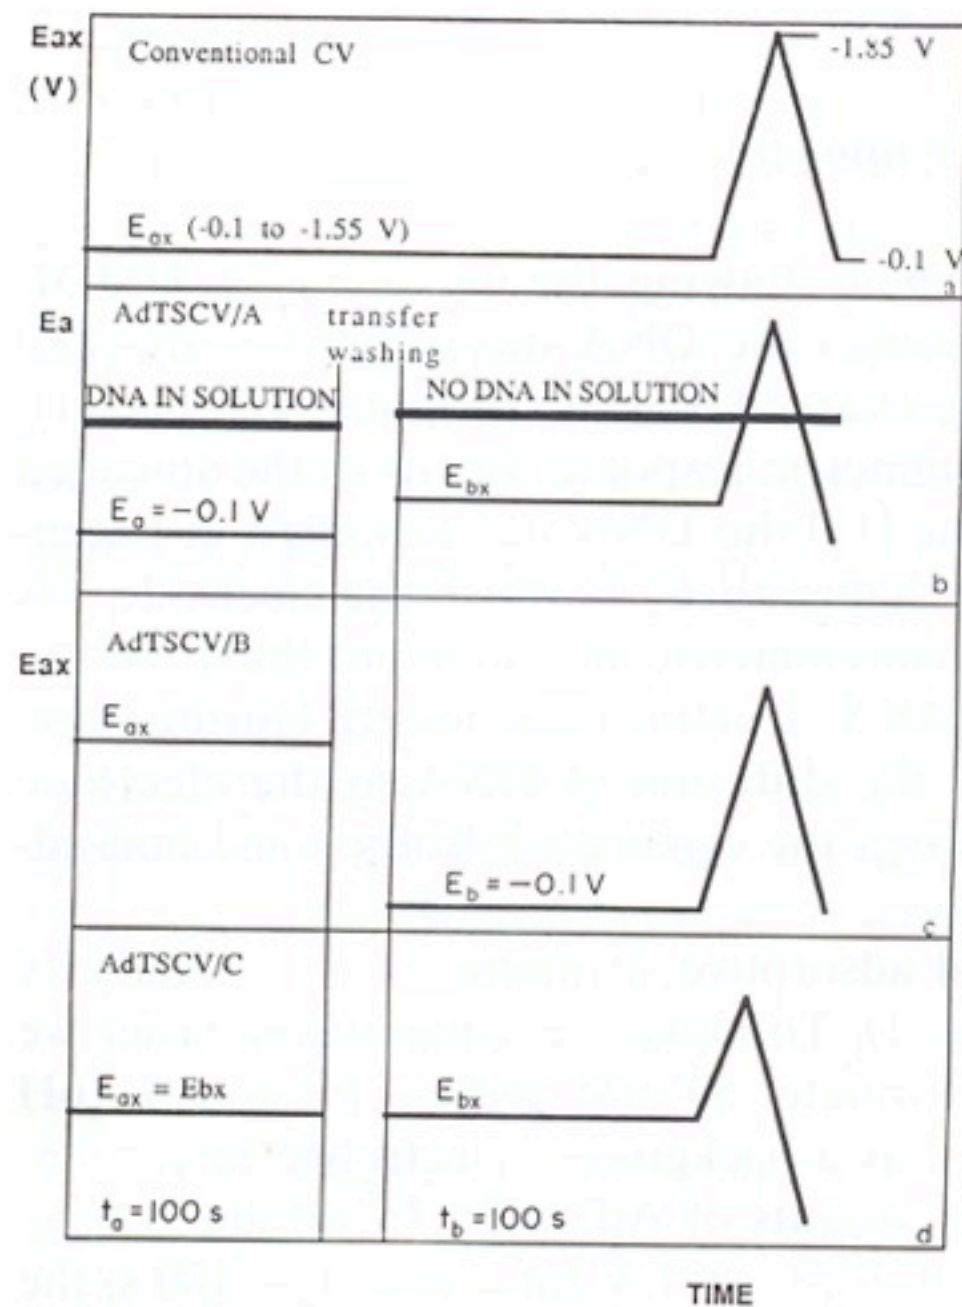 Eax
(V)
Conventional CV
-1.85 V
Eax (-0.1 to -1.55 V)
-0.1 V
a
Ea
AdTSCV/A
transfer
washing
DNA IN SOLUTION
NO DNA IN SOLUTION
Ea = -0.1 V
Ebx
b
Eax
AdTSCV/B
Eax
Eb = -0.1 V
c
AdTSCV/C
Eax = Ebx
Ebx
ta = 100 s
tb = 100 s
d
TIME